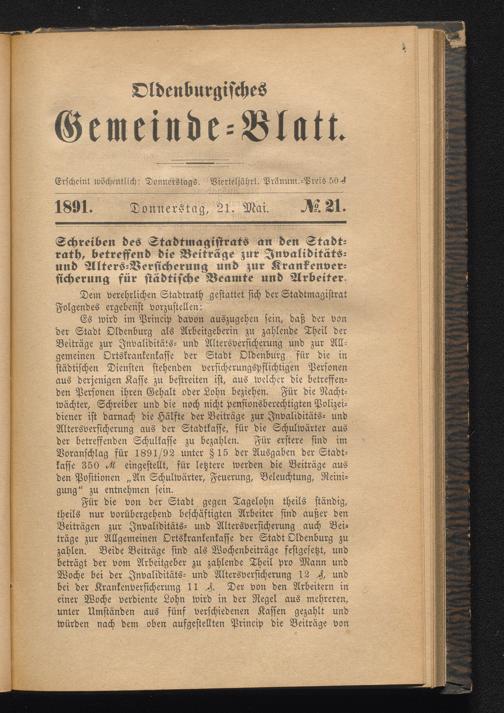 Oldenburgisches
Gemeinde-Blatt.
Erscheint wöchentlich: Donnerstags. Vierteljährl. Pränum.-Preis 50 ₰
1891. Donnerstag, 21. Mai. №. 21.
Schreiben des Stadtmagistrats an den Stadt-
rath, betreffend die Beiträge zur Invaliditäts-
und Alters-Versicherung und zur Krankenver-
sicherung für städtische Beamte und Arbeiter.
Dem verehrlichen Stadtrath gestattet sich der Stadtmagistrat
Folgendes ergebenst vorzustellen:
Es wird im Princip davon auszugehen sein, daß der von
der Stadt Oldenburg als Arbeitgeberin zu zahlende Theil der
Beiträge zur Invaliditäts- und Altersversicherung und zur All-
gemeinen Ortskrankenkasse der Stadt Oldenburg für die in
städtischen Diensten stehenden versicherungspflichtigen Personen
aus derjenigen Kasse zu bestreiten ist, aus welcher die betreffen-
den Personen ihren Gehalt oder Lohn beziehen. Für die Nacht-
wächter, Schreiber und die noch nicht pensionsberechtigten Polizei-
diener ist darnach die Hälfte der Beiträge zur Invaliditäts- und
Altersversicherung aus der Stadtkasse, für die Schulwärter aus
der betreffenden Schulkasse zu bezahlen. Für erstere sind im
Voranschlag für 1891/92 unter § 15 der Ausgaben der Stadt-
kasse 350 ℳ eingestellt, für letztere werden die Beiträge aus
den Positionen „An Schulwärter, Feuerung, Beleuchtung, Reini-
gung" zu entnehmen sein.
Für die von der Stadt gegen Tagelohn theils ständig,
theils nur vorübergehend beschäftigten Arbeiter sind außer den
Beiträgen zur Invaliditäts- und Altersversicherung auch Bei-
träge zur Allgemeinen Ortskrankenkasse der Stadt Oldenburg zu
zahlen. Beide Beiträge sind als Wochenbeiträge festgesetzt, und
beträgt der vom Arbeitgeber zu zahlende Theil pro Mann und
Woche bei der Invaliditäts- und Altersversicherung 12 ₰, und
bei der Krankenversicherung 11 ₰. Der von den Arbeitern in
einer Woche verdiente Lohn wird in der Regel aus mehreren,
unter Umständen aus fünf verschiedenen Kassen gezahlt und
würden nach dem oben aufgestellten Princip die Beiträge von